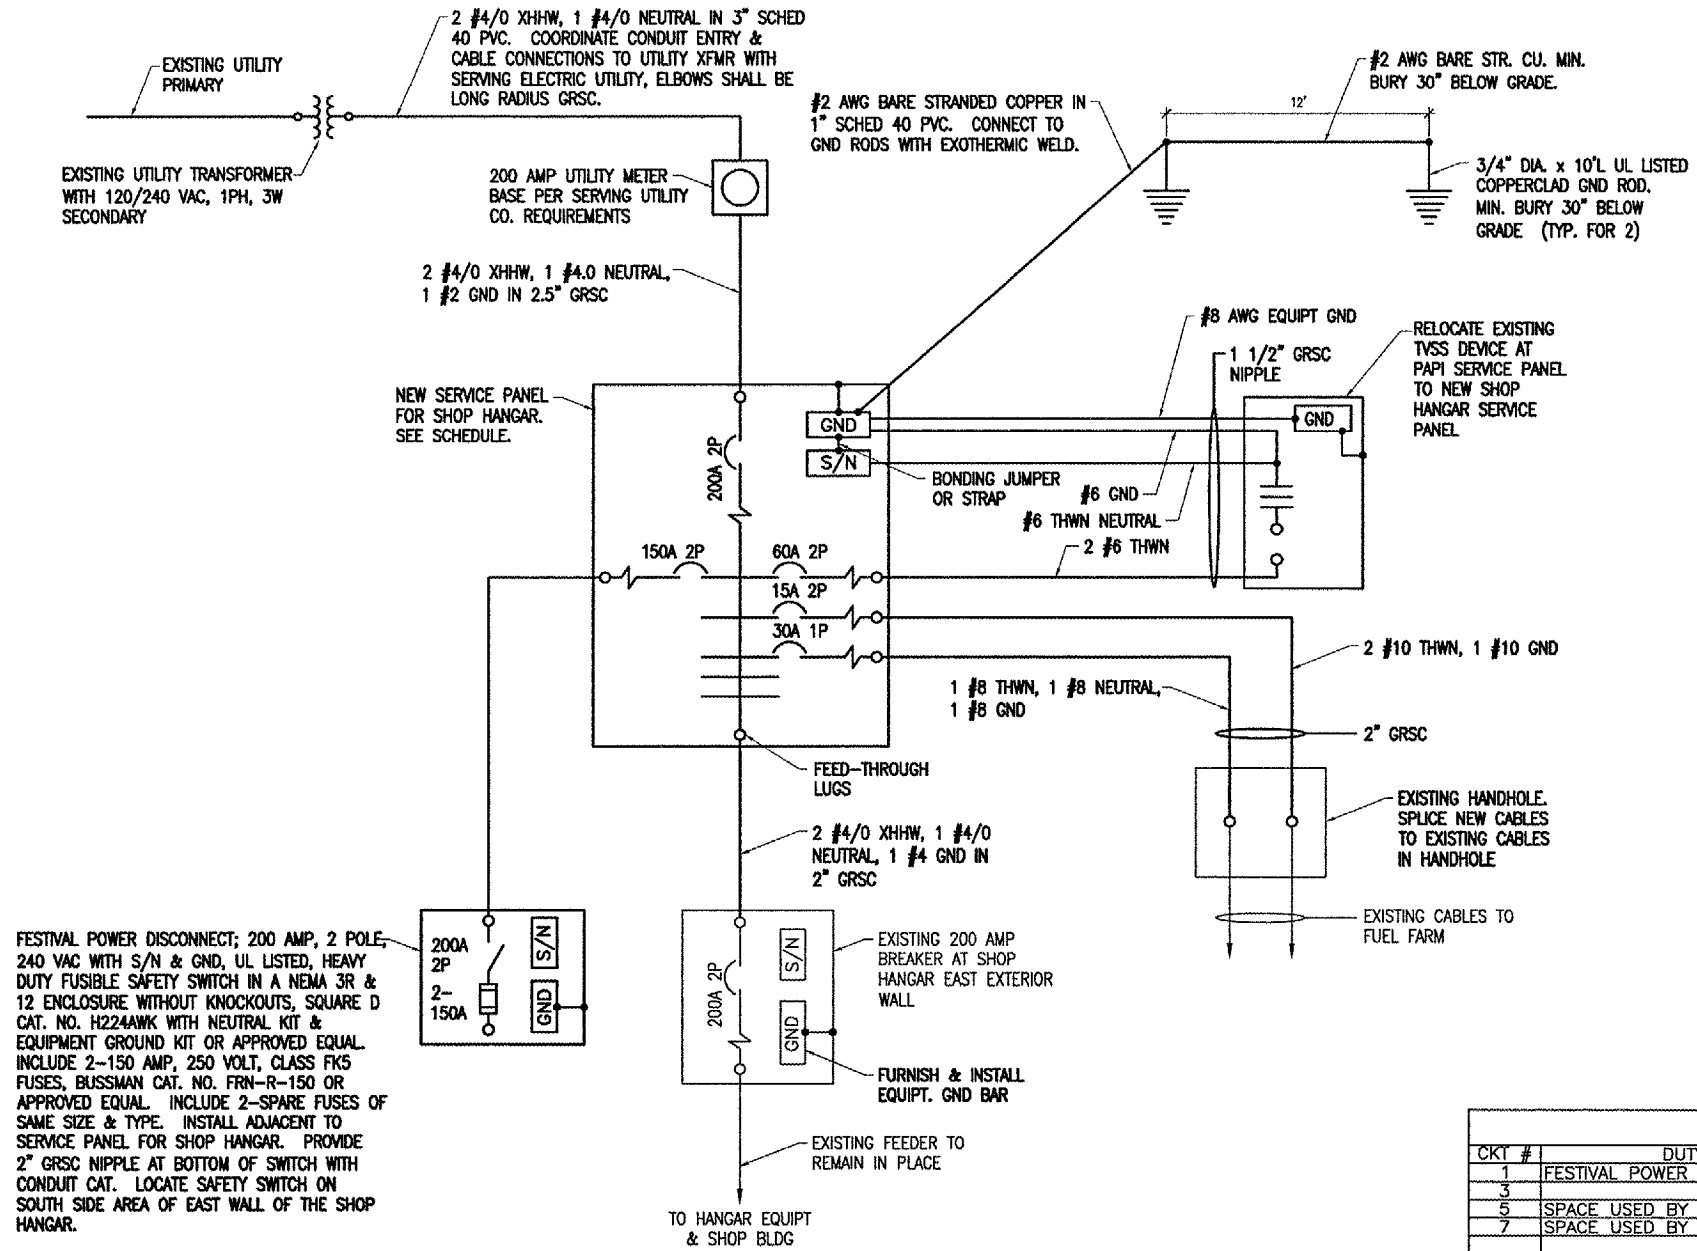 2 #4/0 XHHW, 1 #4/0 NEUTRAL IN 3" SCHED
40 PVC. COORDINATE CONDUIT ENTRY &
CABLE CONNECTIONS TO UTILITY XFMR WITH
SERVING ELECTRIC UTILITY, ELBOWS SHALL BE
LONG RADIUS GRSC.
EXISTING UTILITY
PRIMARY
#2 AWG BARE STR. CU. MIN.
BURY 30" BELOW GRADE.
#2 AWG BARE STRANDED COPPER IN
1" SCHED 40 PVC. CONNECT TO
GND RODS WITH EXOTHERMIC WELD.
12'
EXISTING UTILITY TRANSFORMER
WITH 120/240 VAC, 1PH, 3W
SECONDARY
200 AMP UTILITY METER
BASE PER SERVING UTILITY
CO. REQUIREMENTS
3/4" DIA. x 10'L UL LISTED
COPPERCLAD GND ROD.
MIN. BURY 30" BELOW
GRADE (TYP. FOR 2)
2 #4/0 XHHW, 1 #4.0 NEUTRAL,
1 #2 GND IN 2.5" GRSC
#8 AWG EQUIPT GND
1 1/2" GRSC
NIPPLE
RELOCATE EXISTING
TVSS DEVICE AT
PAPI SERVICE PANEL
TO NEW SHOP
HANGAR SERVICE
PANEL
NEW SERVICE PANEL
FOR SHOP HANGAR.
SEE SCHEDULE.
GND
GND
S/N
200A 2P
BONDING JUMPER
OR STRAP
#6 GND
#6 THWN NEUTRAL
2 #6 THWN
150A 2P
60A 2P
15A 2P
30A 1P
2 #10 THWN, 1 #10 GND
1 #8 THWN, 1 #8 NEUTRAL,
1 #8 GND
2" GRSC
FEED-THROUGH
LUGS
EXISTING HANDHOLE.
SPLICE NEW CABLES
TO EXISTING CABLES
IN HANDHOLE
2 #4/0 XHHW, 1 #4/0
NEUTRAL, 1 #4 GND IN
2" GRSC
EXISTING CABLES TO
FUEL FARM
FESTIVAL POWER DISCONNECT; 200 AMP, 2 POLE,
240 VAC WITH S/N & GND, UL LISTED, HEAVY
DUTY FUSIBLE SAFETY SWITCH IN A NEMA 3R &
12 ENCLOSURE WITHOUT KNOCKOUTS, SQUARE D
CAT. NO. H224AWK WITH NEUTRAL KIT &
EQUIPMENT GROUND KIT OR APPROVED EQUAL.
INCLUDE 2-150 AMP, 250 VOLT, CLASS FK5
FUSES, BUSSMAN CAT. NO. FRN-R-150 OR
APPROVED EQUAL. INCLUDE 2-SPARE FUSES OF
SAME SIZE & TYPE. INSTALL ADJACENT TO
SERVICE PANEL FOR SHOP HANGAR. PROVIDE
2" GRSC NIPPLE AT BOTTOM OF SWITCH WITH
CONDUIT CAT. LOCATE SAFETY SWITCH ON
SOUTH SIDE AREA OF EAST WALL OF THE SHOP
HANGAR.
200A
2P
2-
150A
S/N
GND
200A 2P
S/N
GND
EXISTING 200 AMP
BREAKER AT SHOP
HANGAR EAST EXTERIOR
WALL
FURNISH & INSTALL
EQUIPT. GND BAR
EXISTING FEEDER TO
REMAIN IN PLACE
TO HANGAR EQUIPT
& SHOP BLDG
CKT # DUT
1 FESTIVAL POWER
3
5 SPACE USED BY
7 SPACE USED BY